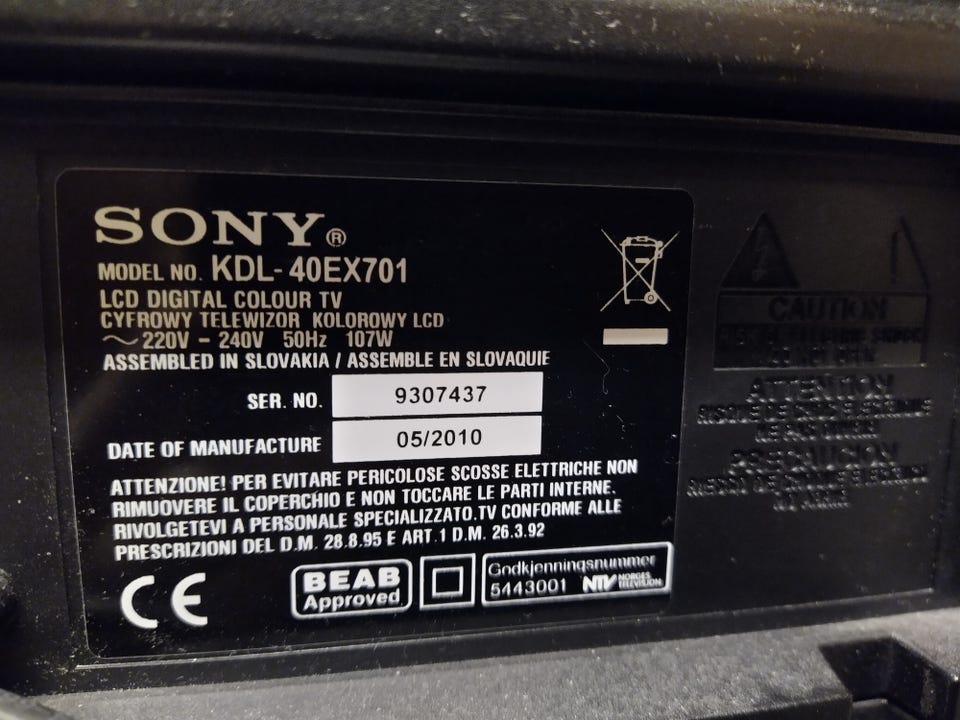 SONY®
MODEL NO. KDL-40EX701
LCD DIGITAL COLOUR TV
CYFROWY TELEWIZOR KOLOROWY LCD
~ 220V - 240V 50Hz 107W
ASSEMBLED IN SLOVAKIA / ASSEMBLE EN SLOVAQUIE
SER. NO. 9307437
DATE OF MANUFACTURE 05/2010
ATTENZIONE! PER EVITARE PERICOLOSE SCOSSE ELETTRICHE NON
RIMUOVERE IL COPERCHIO E NON TOCCARE LE PARTI INTERNE.
RIVOLGETEVI A PERSONALE SPECIALIZZATO.TV CONFORME ALLE
PRESCRIZIONI DEL D.M. 28.8.95 E ART.1 D.M. 26.3.92
CE
BEAB
Approved
Godkjenningsnummer
5443001 NTV NORGES
TELEVISION
CAUTION
ATTENTION
PRECAUCION